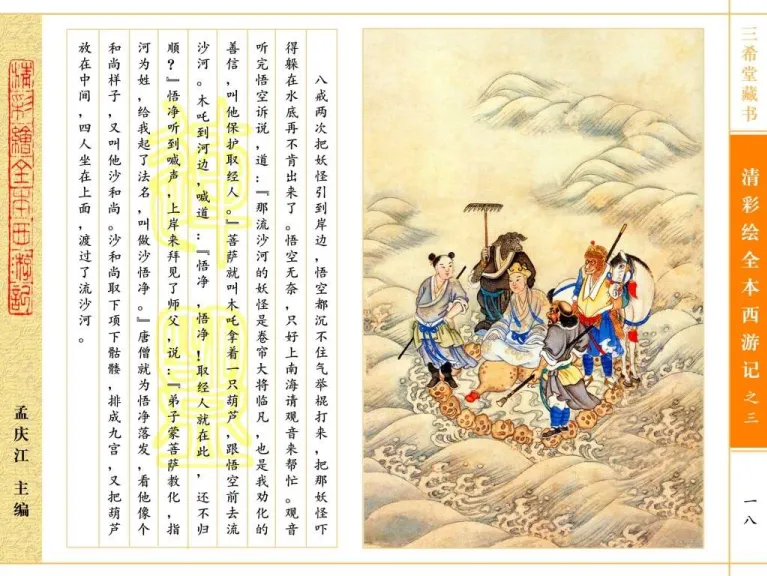 三希堂藏书
清彩绘全本西游记之三
一八
八戒两次把妖怪引到岸边，悟空都沉不住气举棍打来，把那妖怪吓
得躲在水底再不肯出来了。悟空无奈，只好上南海请观音来帮忙。观音
听完悟空诉说，道：『那流沙河的妖怪是卷帘大将临凡，也是我劝化的
善信，叫他保护取经人。』菩萨就叫木吒拿着一只葫芦，跟悟空前去流
沙河。木吒到河边，喊道：『悟净，悟净！取经人就在此，还不归
顺？』悟净听到喊声，上岸来拜见了师父，说：『弟子蒙菩萨教化，指
河为姓，给我起了法名，叫做沙悟净。』唐僧就为悟净落发，看他像个
和尚样子，又叫他沙和尚。沙和尚取下项下骷髅，排成九宫，又把葫芦
放在中间，四人坐在上面，渡过了流沙河。
清彩繪全本西游記
孟庆江 主编